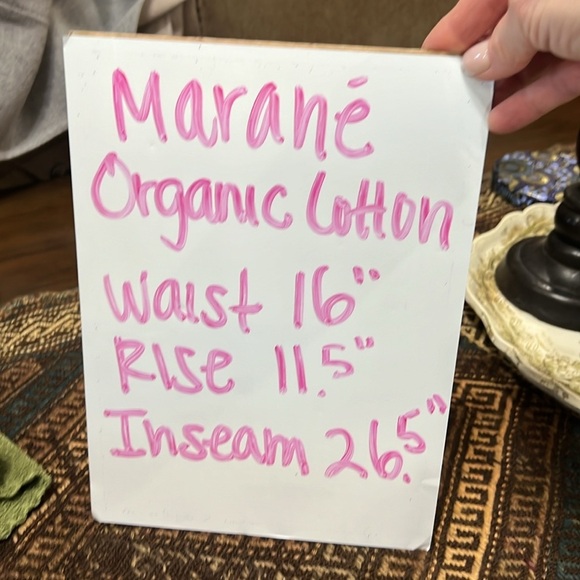 Marané
Organic Cotton
Waist 16"
Rise 11.5"
Inseam 26.5"